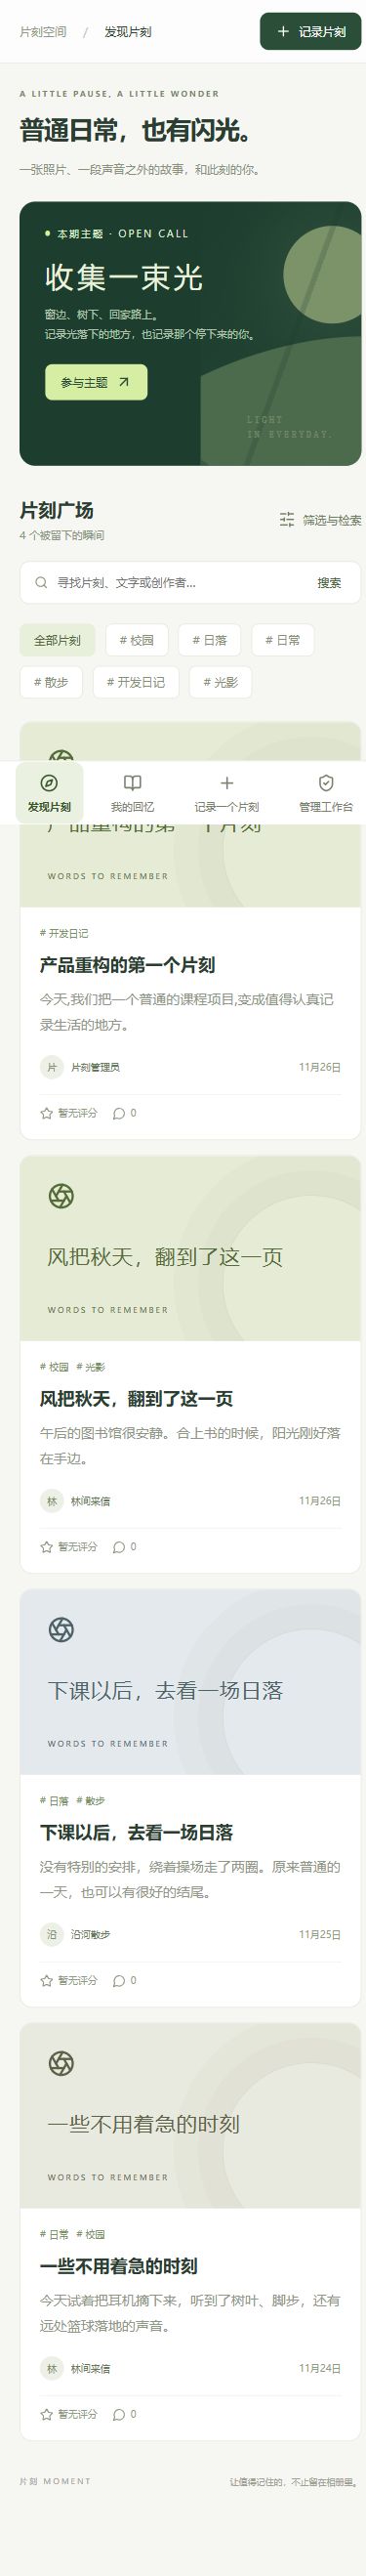 片刻空间 / 发现片刻
记录片刻
A LITTLE PAUSE, A LITTLE WONDER
普通日常，也有闪光。
一张照片、一段声音之外的故事，和此刻的你。
本期主题 · OPEN CALL
收集一束光
窗边、树下、回家路上。
记录光落下的地方，也记录那个停下来的你。
参与主题
LIGHT
IN EVERYDAY.
片刻广场
4 个被留下的瞬间
筛选与检索
寻找片刻、文字或创作者...
搜索
全部片刻 # 校园 # 日落 # 日常
# 散步 # 开发日记 # 光影
发现片刻 我的回忆 记录一个片刻 管理工作台
产品重构的第一个片刻
WORDS TO REMEMBER
# 开发日记
产品重构的第一个片刻
今天,我们把一个普通的课程项目,变成值得认真记
录生活的地方。
片 片刻管理员 11月26日
暂无评分 0
风把秋天，翻到了这一页
WORDS TO REMEMBER
# 校园 # 光影
风把秋天，翻到了这一页
午后的图书馆很安静。合上书的时候，阳光刚好落
在手边。
林 林间来信 11月26日
暂无评分 0
下课以后，去看一场日落
WORDS TO REMEMBER
# 日落 # 散步
下课以后，去看一场日落
没有特别的安排，绕着操场走了两圈。原来普通的
一天，也可以有很好的结尾。
沿 沿河散步 11月25日
暂无评分 0
一些不用着急的时刻
WORDS TO REMEMBER
# 日常 # 校园
一些不用着急的时刻
今天试着把耳机摘下来，听到了树叶、脚步，还有
远处篮球落地的声音。
林 林间来信 11月24日
暂无评分 0
片刻 MOMENT
让值得记住的，不止留在相册里。